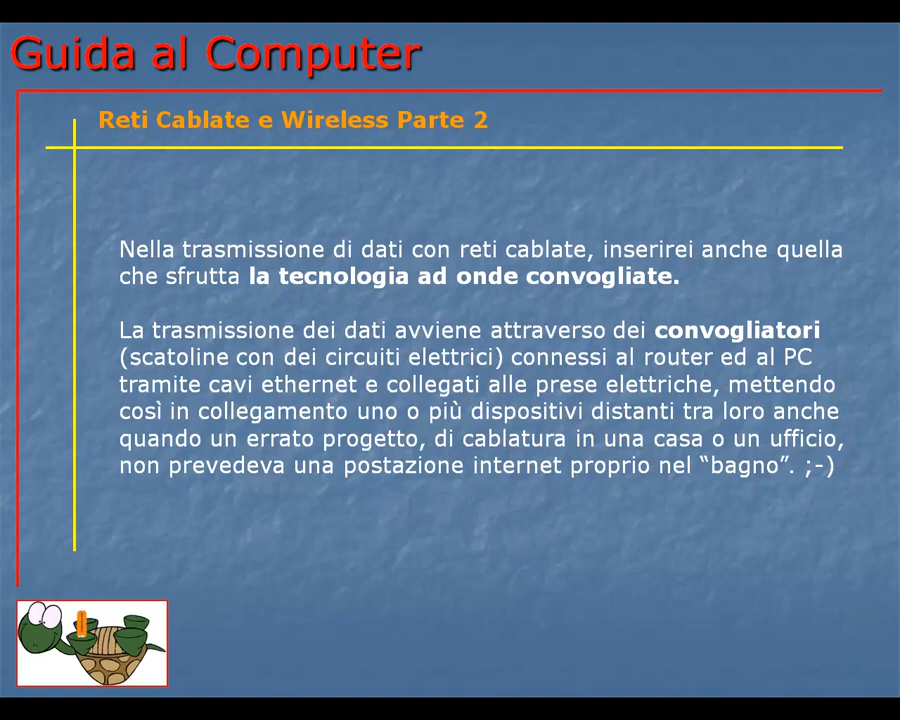 Guida al Computer
Reti Cablate e Wireless Parte 2
Nella trasmissione di dati con reti cablate, inserirei anche quella
che sfrutta la tecnologia ad onde convogliate.
La trasmissione dei dati avviene attraverso dei convogliatori
(scatoline con dei circuiti elettrici) connessi al router ed al PC
tramite cavi ethernet e collegati alle prese elettriche, mettendo
così in collegamento uno o più dispositivi distanti tra loro anche
quando un errato progetto, di cablatura in una casa o un ufficio,
non prevedeva una postazione internet proprio nel “bagno”. ;-)